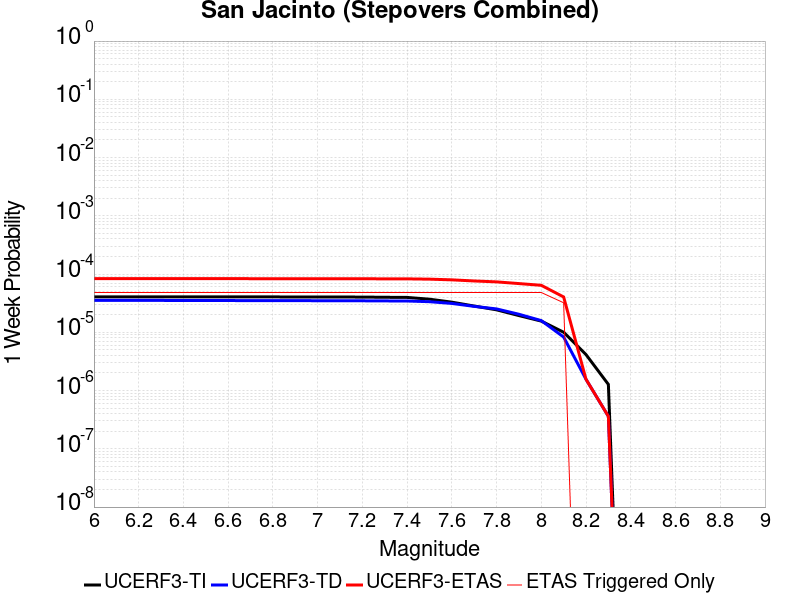 San Jacinto (Stepovers Combined)
10^0
10^-1
10^-2
10^-3
10^-4
10^-5
10^-6
10^-7
10^-8
1 Week Probability
6 6.2 6.4 6.6 6.8 7 7.2 7.4 7.6 7.8 8 8.2 8.4 8.6 8.8 9
Magnitude
UCERF3-TI UCERF3-TD UCERF3-ETAS ETAS Triggered Only